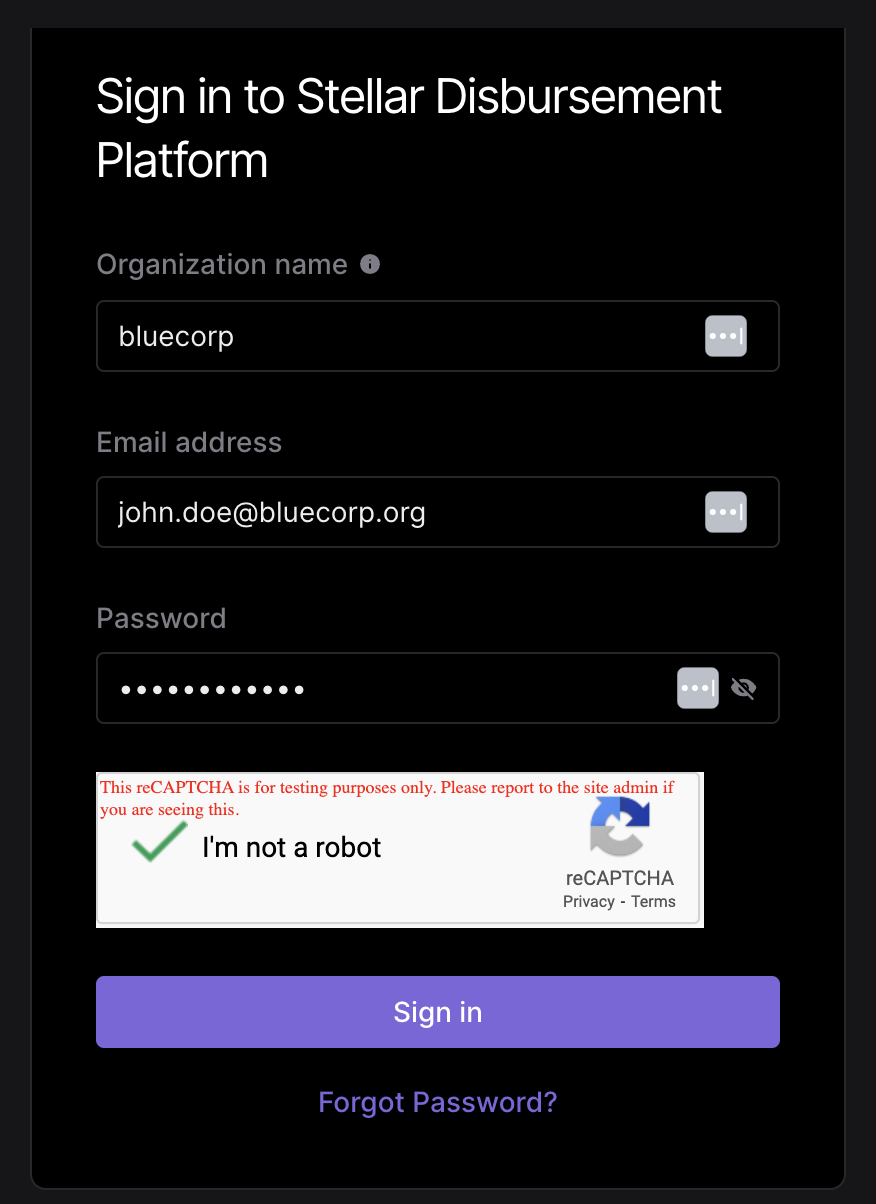 Sign in to Stellar Disbursement
Platform
Organization name
bluecorp
Email address
john.doe@bluecorp.org
Password
••••••••••••
This reCAPTCHA is for testing purposes only. Please report to the site admin if
you are seeing this.
I'm not a robot
reCAPTCHA
Privacy - Terms
Sign in
Forgot Password?